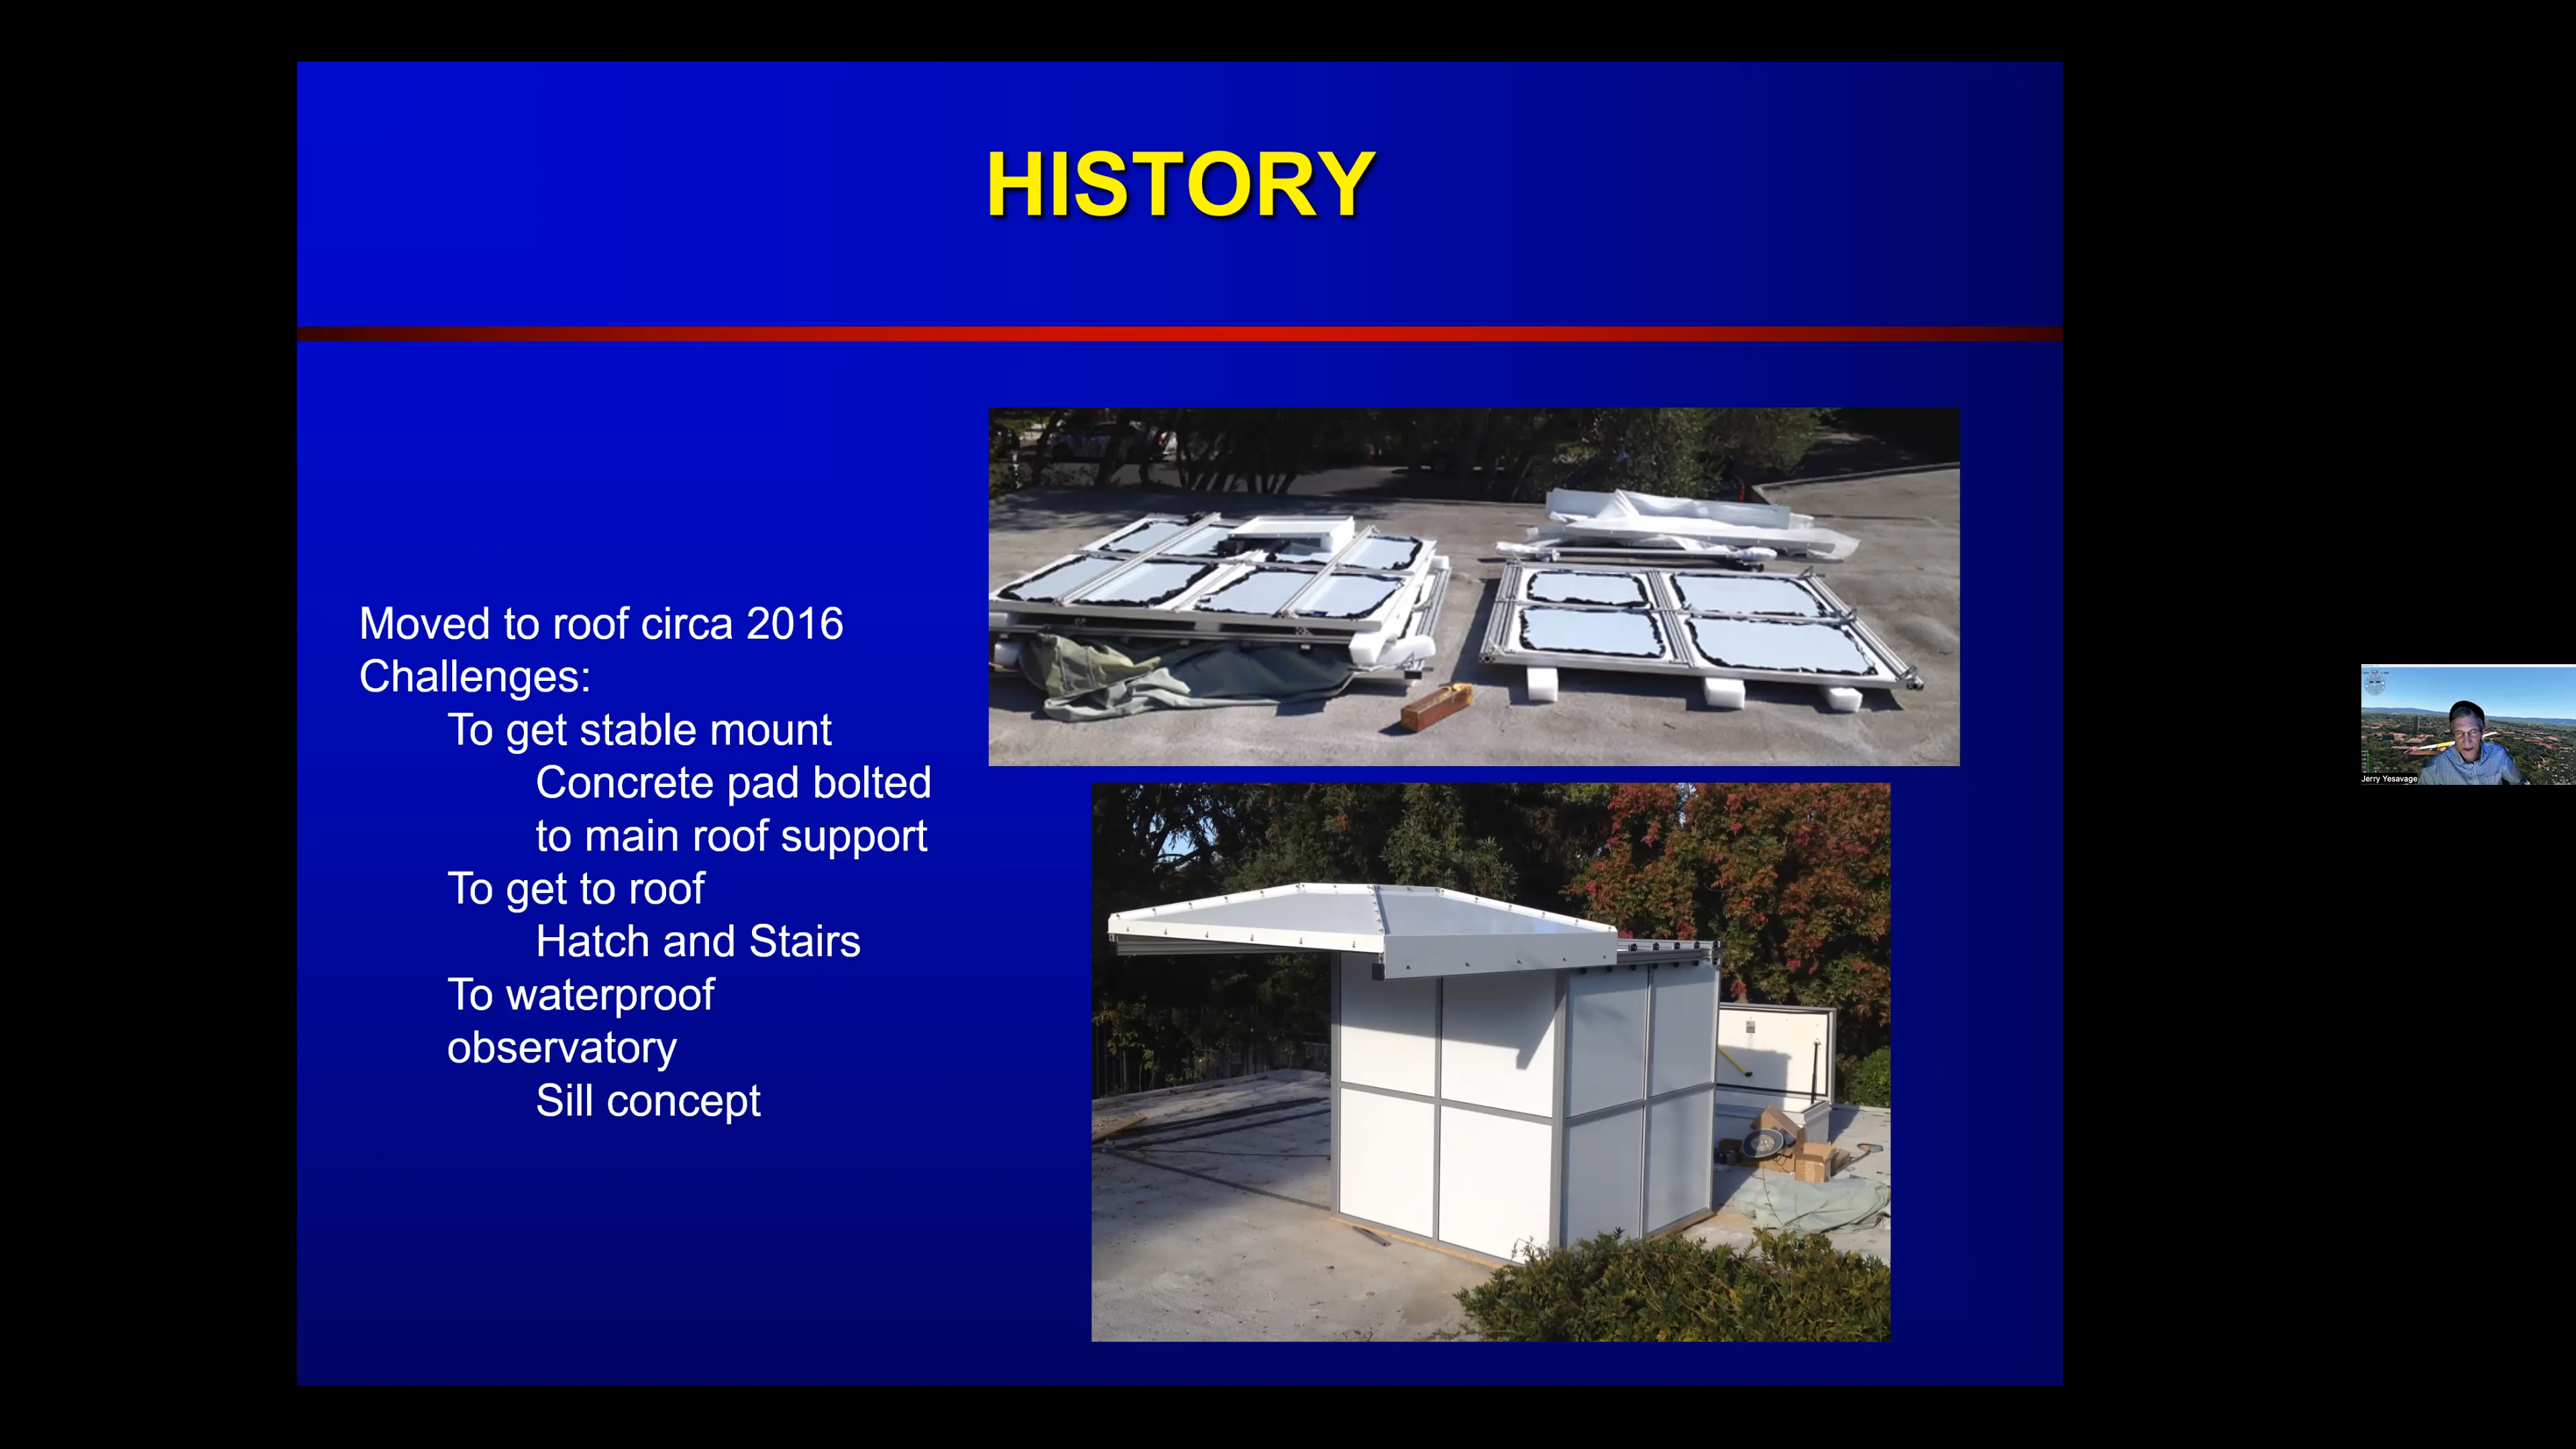 HISTORY
Moved to roof circa 2016
Challenges:
To get stable mount
Concrete pad bolted
to main roof support
To get to roof
Hatch and Stairs
To waterproof
observatory
Sill concept
Jerry Yesavage